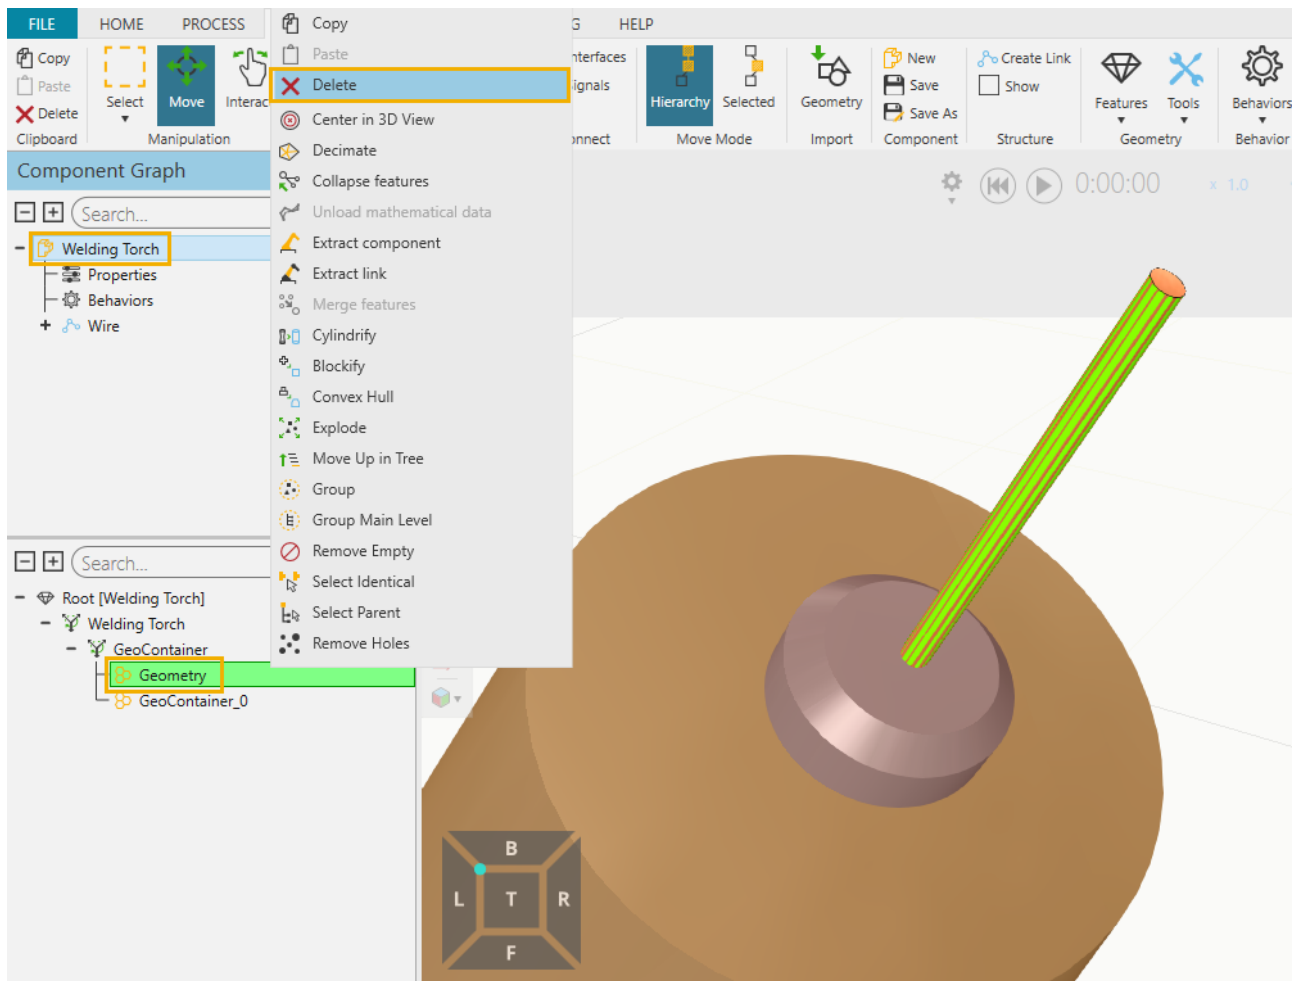 FILE HOME PROCESS G HELP
Copy
Paste
Delete
Clipboard
Select
Move
Interac
Manipulation
nterfaces
ignals
onnect
Hierarchy
Selected
Move Mode
Geometry
Import
New
Save
Save As
Component
Create Link
Show
Structure
Features
Tools
Geometry
Behaviors
Behavior
Copy
Paste
Delete
Center in 3D View
Decimate
Collapse features
Unload mathematical data
Extract component
Extract link
Merge features
Cylindrify
Blockify
Convex Hull
Explode
Move Up in Tree
Group
Group Main Level
Remove Empty
Select Identical
Select Parent
Remove Holes
Component Graph
Search...
Welding Torch
Properties
Behaviors
Wire
Search...
Root [Welding Torch]
Welding Torch
GeoContainer
Geometry
GeoContainer_0
0:00:00
x 1.0
B
L T R
F